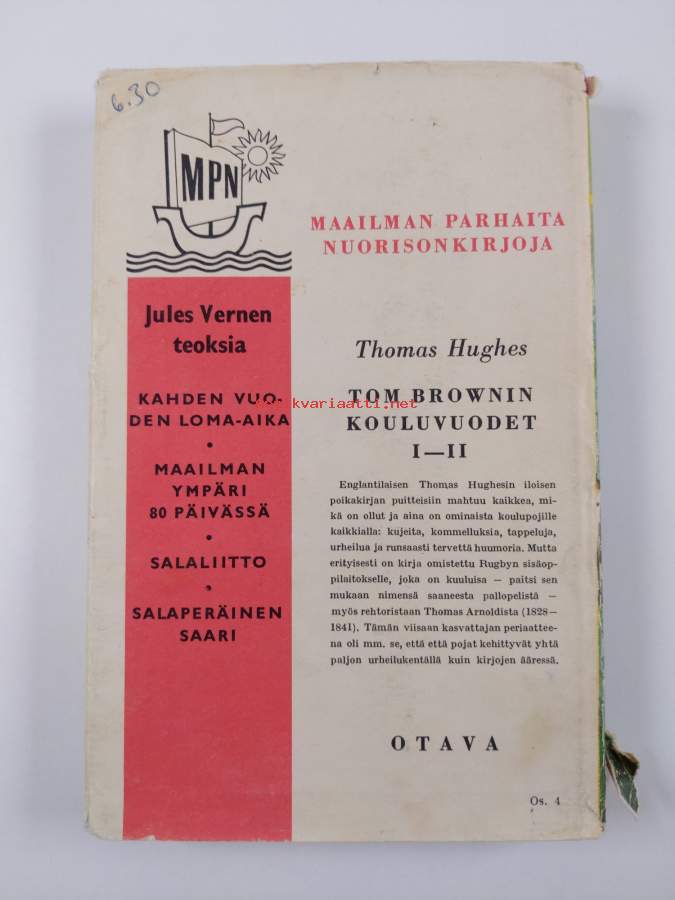 6.30
MPN
MAAILMAN PARHAITA
NUORISONKIRJOJA
Jules Vernen
teoksia
KAHDEN VUO-
DEN LOMA-AIKA
•
MAAILMAN
YMPÄRI
80 PÄIVÄSSÄ
•
SALALIITTO
•
SALAPERÄINEN
SAARI
Thomas Hughes
TOM BROWNIN
KOULUVUODET
I—II
Englantilaisen Thomas Hughesin iloisen
poikakirjan puitteisiin mahtuu kaikkea, mi-
kä on ollut ja aina on ominaista koulupojille
kaikkialla: kujeita, kommelluksia, tappeluja,
urheilua ja runsaasti tervettä huumoria. Mutta
erityisesti on kirja omistettu Rugbyn sisäop-
pilaitokselle, joka on kuuluisa — paitsi sen
mukaan nimensä saaneesta pallopelistä —
myös rehtoristaan Thomas Arnoldista (1828—
1841). Tämän viisaan kasvattajan periaattee-
na oli mm. se, että että pojat kehittyvät yhtä
paljon urheilukentällä kuin kirjojen ääressä.
OTAVA
Os. 4